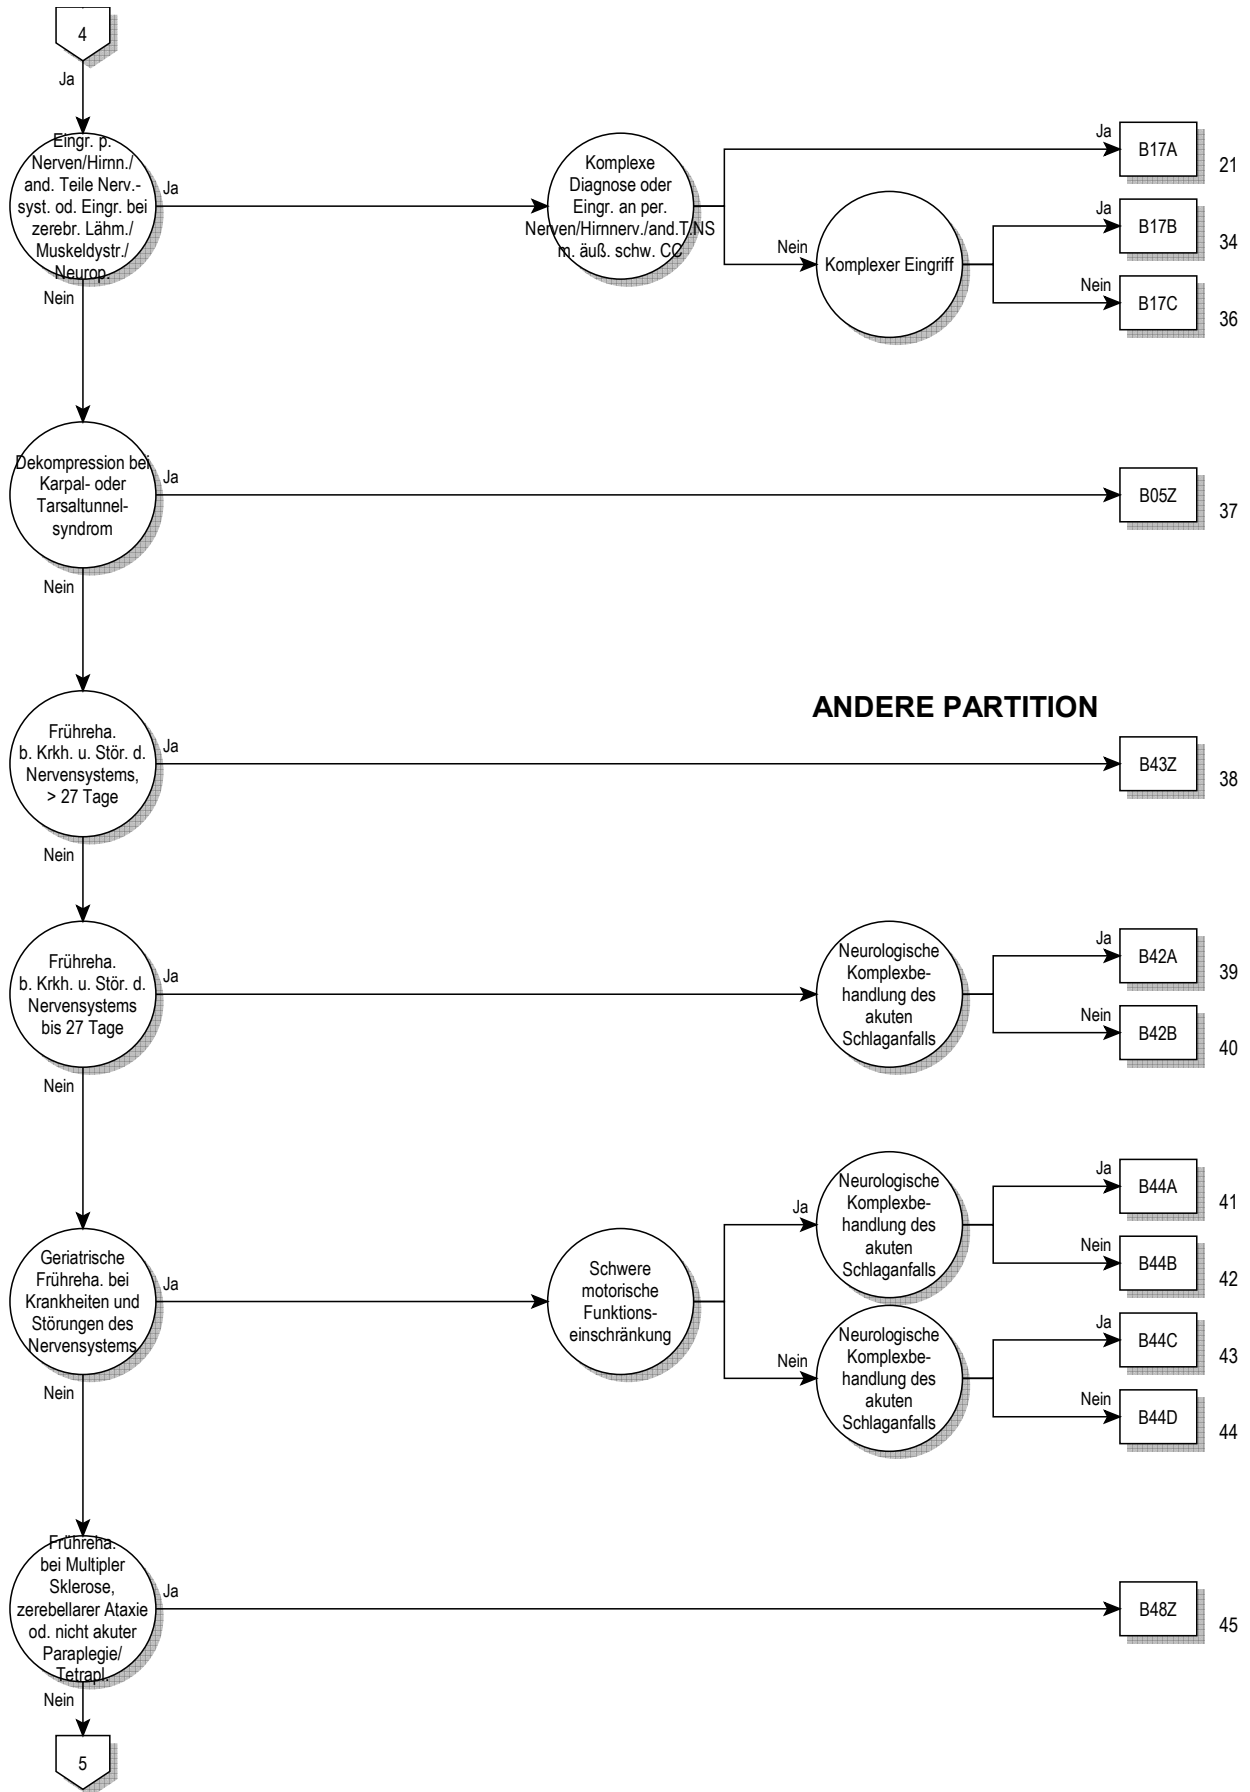 4
Ja
Eingr. p.
Nerven/Hirnn./
and. Teile Nerv.-
syst. od. Eingr. bei
zerebr. Lähm./
Muskeldystr./
Neurop.
Ja
Komplexe
Diagnose oder
Eingr. an per.
Nerven/Hirnnerv./and.T.NS
m. äuß. schw. CC
Ja
B17A
21
Nein
Komplexer Eingriff
Ja
B17B
34
Nein
B17C
36
Nein
Dekompression bei
Karpal- oder
Tarsaltunnel-
syndrom
Ja
B05Z
37
Nein
ANDERE PARTITION
Frühreha.
b. Krkh. u. Stör. d.
Nervensystems,
> 27 Tage
Ja
B43Z
38
Nein
Frühreha.
b. Krkh. u. Stör. d.
Nervensystems
bis 27 Tage
Ja
Neurologische
Komplexbe-
handlung des
akuten
Schlaganfalls
Ja
B42A
39
Nein
B42B
40
Nein
Geriatrische
Frühreha. bei
Krankheiten und
Störungen des
Nervensystems
Ja
Schwere
motorische
Funktions-
einschränkung
Ja
Neurologische
Komplexbe-
handlung des
akuten
Schlaganfalls
Ja
B44A
41
Nein
B44B
42
Nein
Neurologische
Komplexbe-
handlung des
akuten
Schlaganfalls
Ja
B44C
43
Nein
B44D
44
Nein
Frühreha.
bei Multipler
Sklerose,
zerebellarer Ataxie
od. nicht akuter
Paraplegie/
Tetrapl.
Ja
B48Z
45
Nein
5